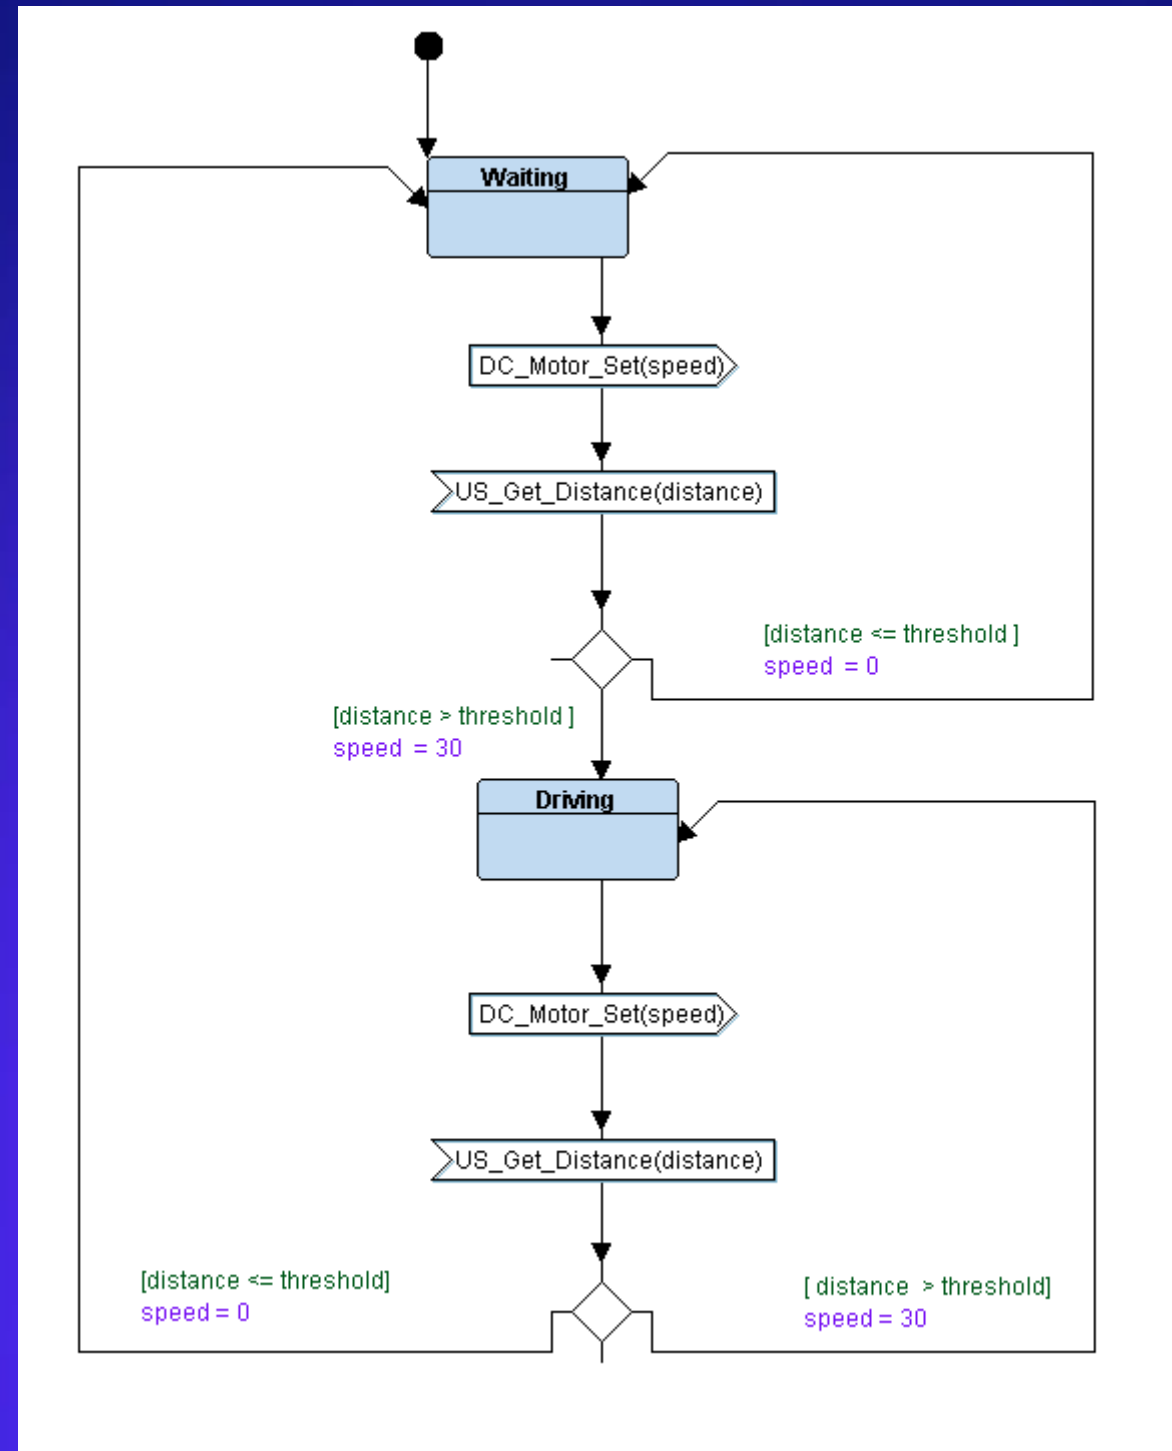 Waiting
DC_Motor_Set(speed)
US_Get_Distance(distance)
[distance <= threshold ]
speed = 0
[distance > threshold ]
speed = 30
Driving
DC_Motor_Set(speed)
US_Get_Distance(distance)
[distance <= threshold]
speed = 0
[ distance > threshold]
speed = 30